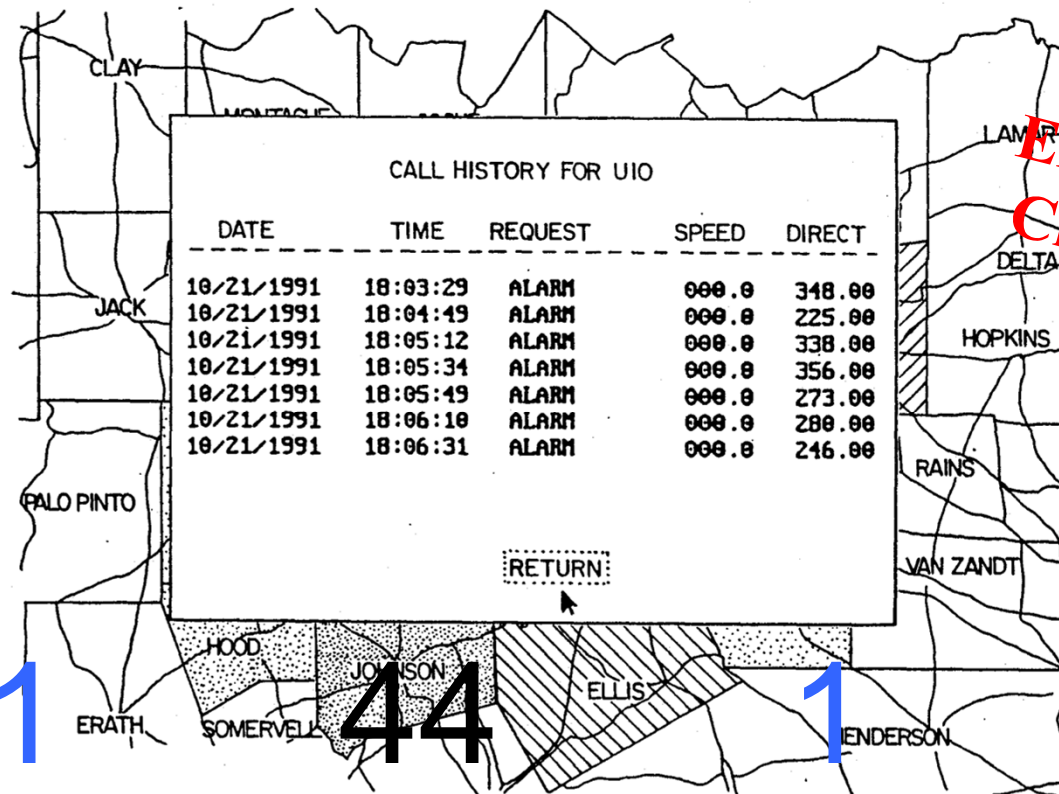 CLAY
LAMAR
CALL HISTORY FOR U10
DATE TIME REQUEST SPEED DIRECT
10/21/1991 18:03:29 ALARM 000.0 348.00
10/21/1991 18:04:49 ALARM 000.0 225.00
10/21/1991 18:05:12 ALARM 000.0 338.00
10/21/1991 18:05:34 ALARM 000.0 356.00
10/21/1991 18:05:49 ALARM 000.0 273.00
10/21/1991 18:06:10 ALARM 000.0 280.00
10/21/1991 18:06:31 ALARM 000.0 246.00
DELTA
JACK
HOPKINS
RAINS
PALO PINTO
RETURN
VAN ZANDT
HOOD
JOHNSON
ELLIS
ERATH
SOMERVELL
HENDERSON
1
44
1